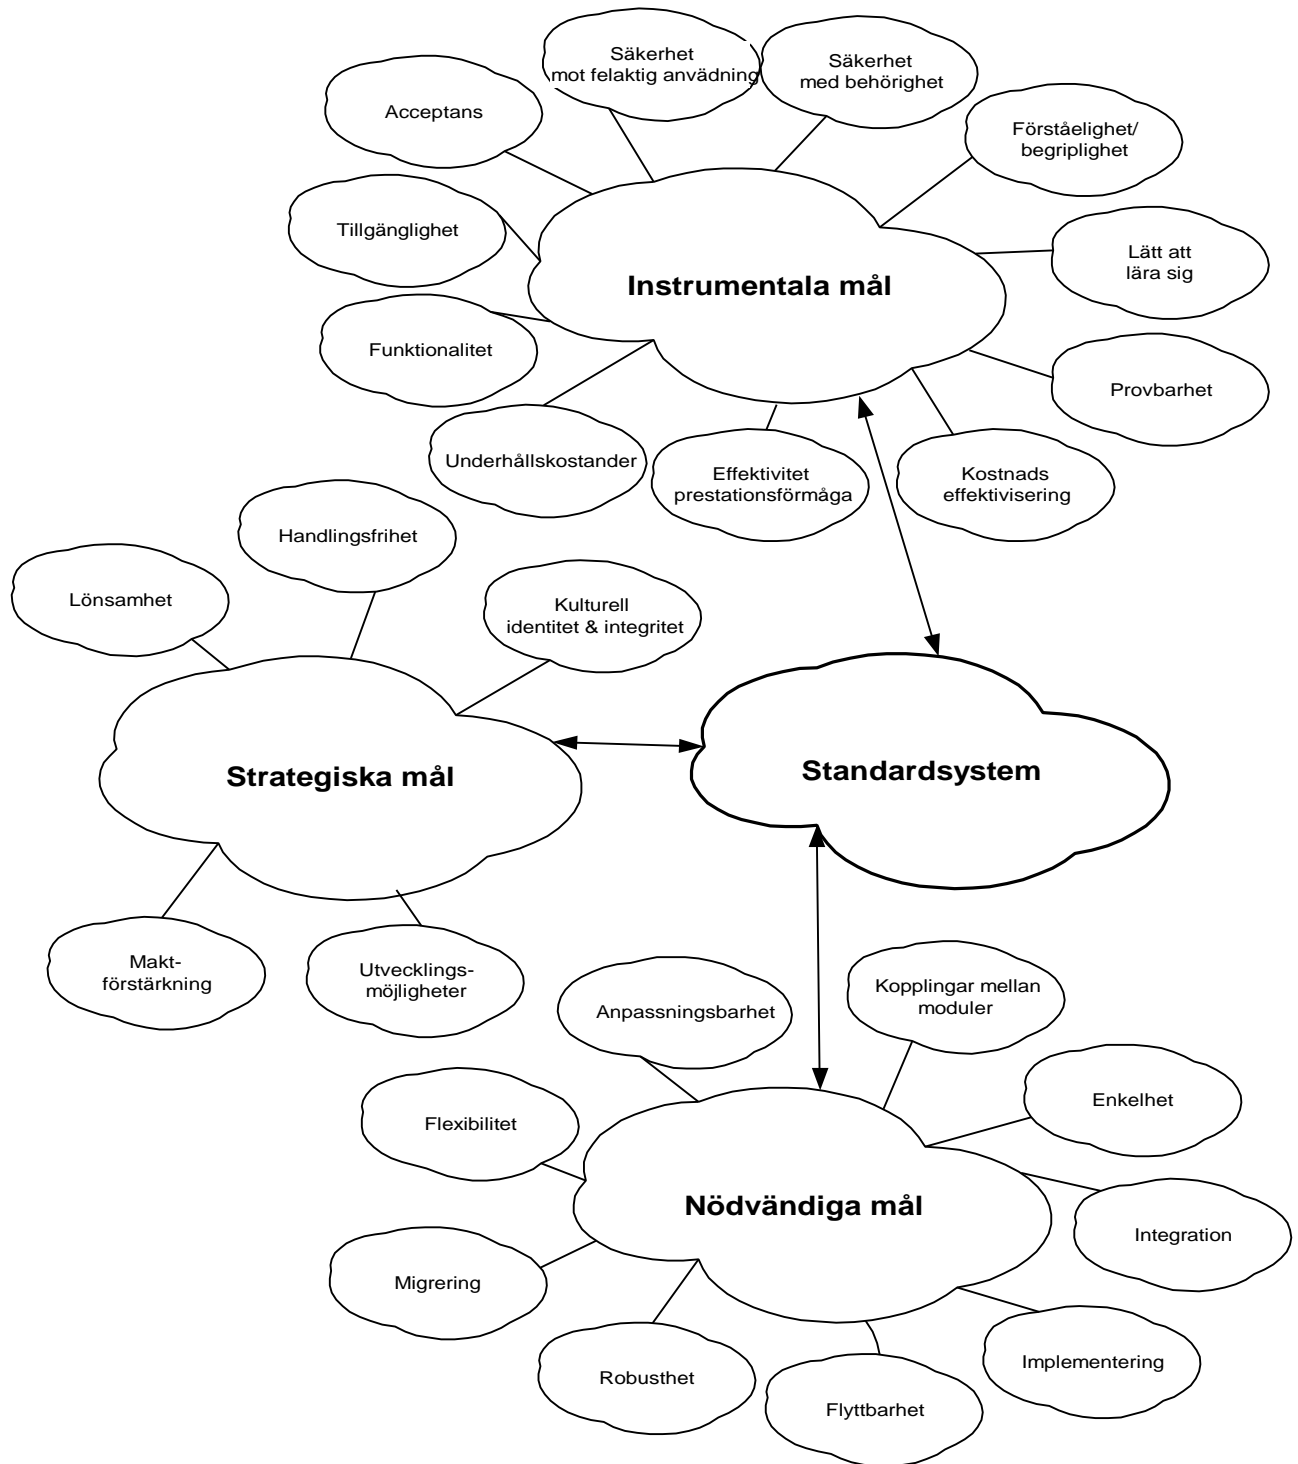 Säkerhet
mot felaktig anvädning
Säkerhet
med behörighet
Acceptans
Förståelighet/
begriplighet
Tillgänglighet
Lätt att
lära sig
Instrumentala mål
Funktionalitet
Provbarhet
Underhållskostander
Effektivitet
prestationsförmåga
Kostnads
effektivisering
Handlingsfrihet
Lönsamhet
Kulturell
identitet & integritet
Strategiska mål
Standardsystem
Makt-
förstärkning
Utvecklings-
möjligheter
Anpassningsbarhet
Kopplingar mellan
moduler
Flexibilitet
Enkelhet
Nödvändiga mål
Integration
Migrering
Robusthet
Flyttbarhet
Implementering